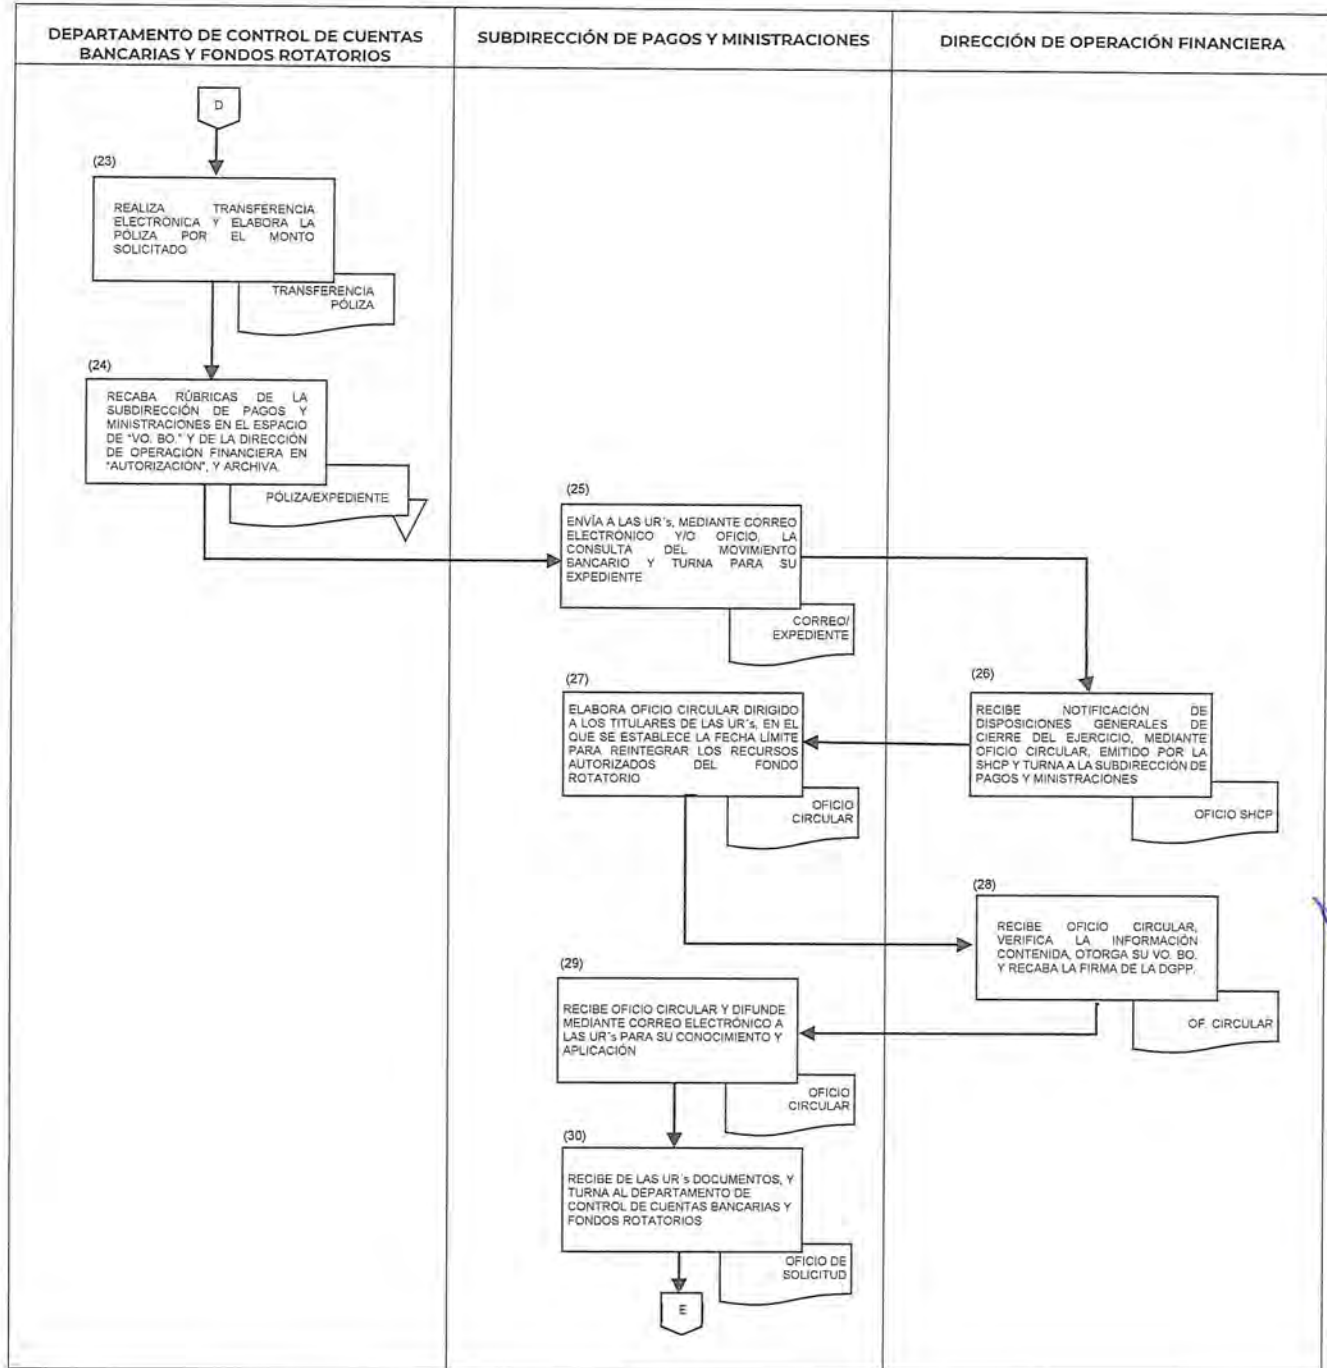 DEPARTAMENTO DE CONTROL DE CUENTAS
BANCARIAS Y FONDOS ROTATORIOS
SUBDIRECCIÓN DE PAGOS Y MINISTRACIONES
DIRECCIÓN DE OPERACIÓN FINANCIERA
D
(23)
REALIZA TRANSFERENCIA
ELECTRÓNICA Y ELABORA LA
PÓLIZA POR EL MONTO
SOLICITADO
TRANSFERENCIA
PÓLIZA
(24)
RECABA RÚBRICAS DE LA
SUBDIRECCIÓN DE PAGOS Y
MINISTRACIONES EN EL ESPACIO
DE "VO. BO." Y DE LA DIRECCIÓN
DE OPERACIÓN FINANCIERA EN
"AUTORIZACIÓN", Y ARCHIVA.
PÓLIZA/EXPEDIENTE
(25)
ENVÍA A LAS UR´s, MEDIANTE CORREO
ELECTRÓNICO Y/O OFICIO, LA
CONSULTA DEL MOVIMIENTO
BANCARIO Y TURNA PARA SU
EXPEDIENTE
CORREO/
EXPEDIENTE
(26)
RECIBE NOTIFICACIÓN DE
DISPOSICIONES GENERALES DE
CIERRE DEL EJERCICIO, MEDIANTE
OFICIO CIRCULAR, EMITIDO POR LA
SHCP Y TURNA A LA SUBDIRECCIÓN DE
PAGOS Y MINISTRACIONES
OFICIO SHCP
(27)
ELABORA OFICIO CIRCULAR DIRIGIDO
A LOS TITULARES DE LAS UR´s, EN EL
QUE SE ESTABLECE LA FECHA LÍMITE
PARA REINTEGRAR LOS RECURSOS
AUTORIZADOS DEL FONDO
ROTATORIO
OFICIO
CIRCULAR
(28)
RECIBE OFICIO CIRCULAR,
VERIFICA LA INFORMACIÓN
CONTENIDA, OTORGA SU VO. BO.
Y RECABA LA FIRMA DE LA DGPP.
OF. CIRCULAR
(29)
RECIBE OFICIO CIRCULAR Y DIFUNDE
MEDIANTE CORREO ELECTRÓNICO A
LAS UR´s PARA SU CONOCIMIENTO Y
APLICACIÓN
OFICIO
CIRCULAR
(30)
RECIBE DE LAS UR´s DOCUMENTOS, Y
TURNA AL DEPARTAMENTO DE
CONTROL DE CUENTAS BANCARIAS Y
FONDOS ROTATORIOS
OFICIO DE
SOLICITUD
E